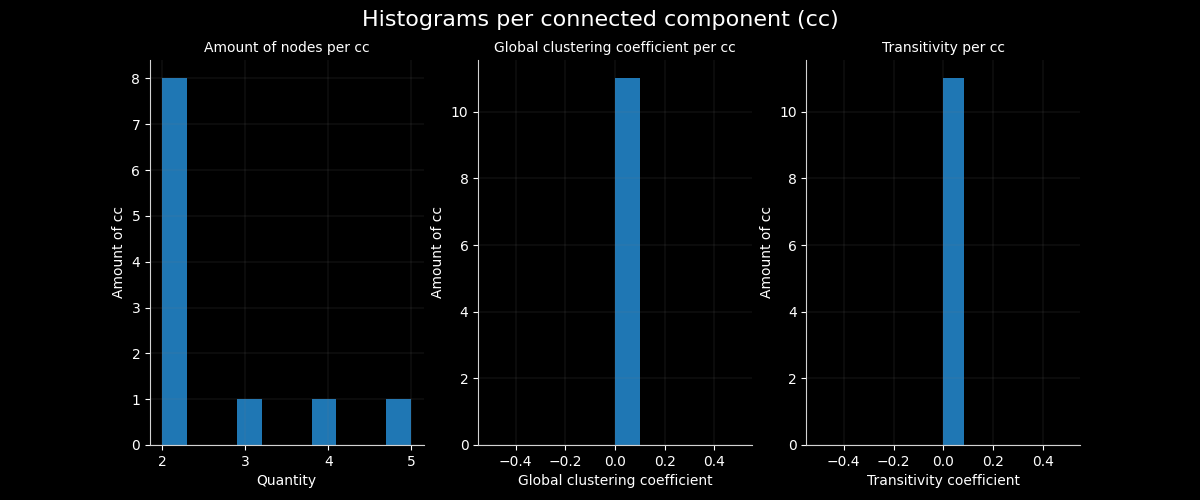 Histograms per connected component (cc)
Amount of nodes per cc
Global clustering coefficient per cc
Transitivity per cc
Amount of cc
8
7
6
5
4
3
2
1
0
2 3 4 5
Quantity
Amount of cc
10
8
6
4
2
0
−0.4 −0.2 0.0 0.2 0.4
Global clustering coefficient
Amount of cc
10
8
6
4
2
0
−0.4 −0.2 0.0 0.2 0.4
Transitivity coefficient